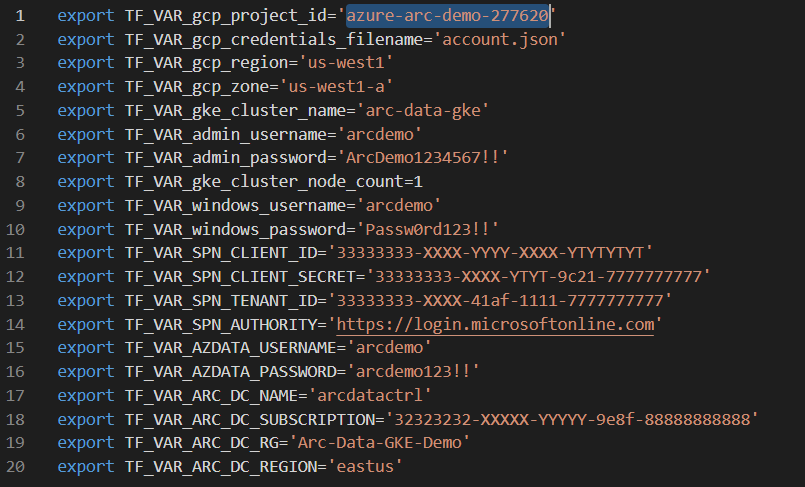 1 export TF_VAR_gcp_project_id='azure-arc-demo-277620'
2 export TF_VAR_gcp_credentials_filename='account.json'
3 export TF_VAR_gcp_region='us-west1'
4 export TF_VAR_gcp_zone='us-west1-a'
5 export TF_VAR_gke_cluster_name='arc-data-gke'
6 export TF_VAR_admin_username='arcdemo'
7 export TF_VAR_admin_password='ArcDemo1234567!!'
8 export TF_VAR_gke_cluster_node_count=1
9 export TF_VAR_windows_username='arcdemo'
10 export TF_VAR_windows_password='Passw0rd123!!'
11 export TF_VAR_SPN_CLIENT_ID='33333333-XXXX-YYYY-XXXX-YTYTYTYT'
12 export TF_VAR_SPN_CLIENT_SECRET='33333333-XXXX-YTYT-9c21-7777777777'
13 export TF_VAR_SPN_TENANT_ID='33333333-XXXX-41af-1111-7777777777'
14 export TF_VAR_SPN_AUTHORITY='https://login.microsoftonline.com'
15 export TF_VAR_AZDATA_USERNAME='arcdemo'
16 export TF_VAR_AZDATA_PASSWORD='arcdemo123!!'
17 export TF_VAR_ARC_DC_NAME='arcdatactrl'
18 export TF_VAR_ARC_DC_SUBSCRIPTION='32323232-XXXXX-YYYYY-9e8f-88888888888'
19 export TF_VAR_ARC_DC_RG='Arc-Data-GKE-Demo'
20 export TF_VAR_ARC_DC_REGION='eastus'